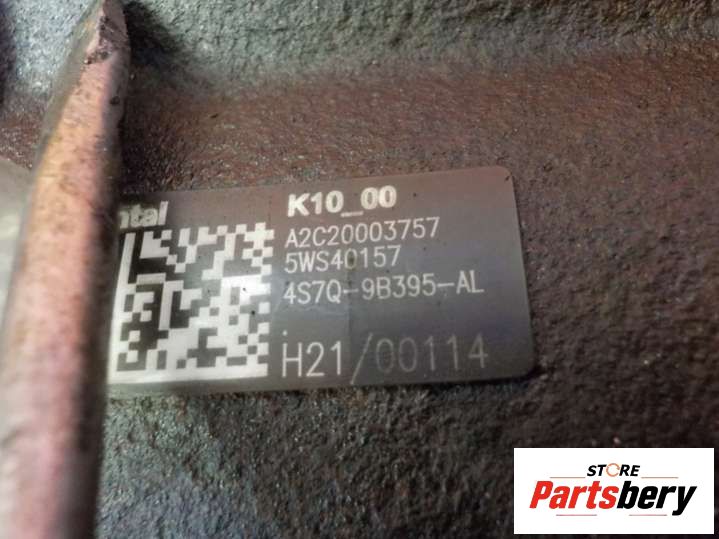 ntal
K10_00
A2C20003757
5WS40157
4S7Q-9B395-AL
H21/00114
STORE
Partsbery